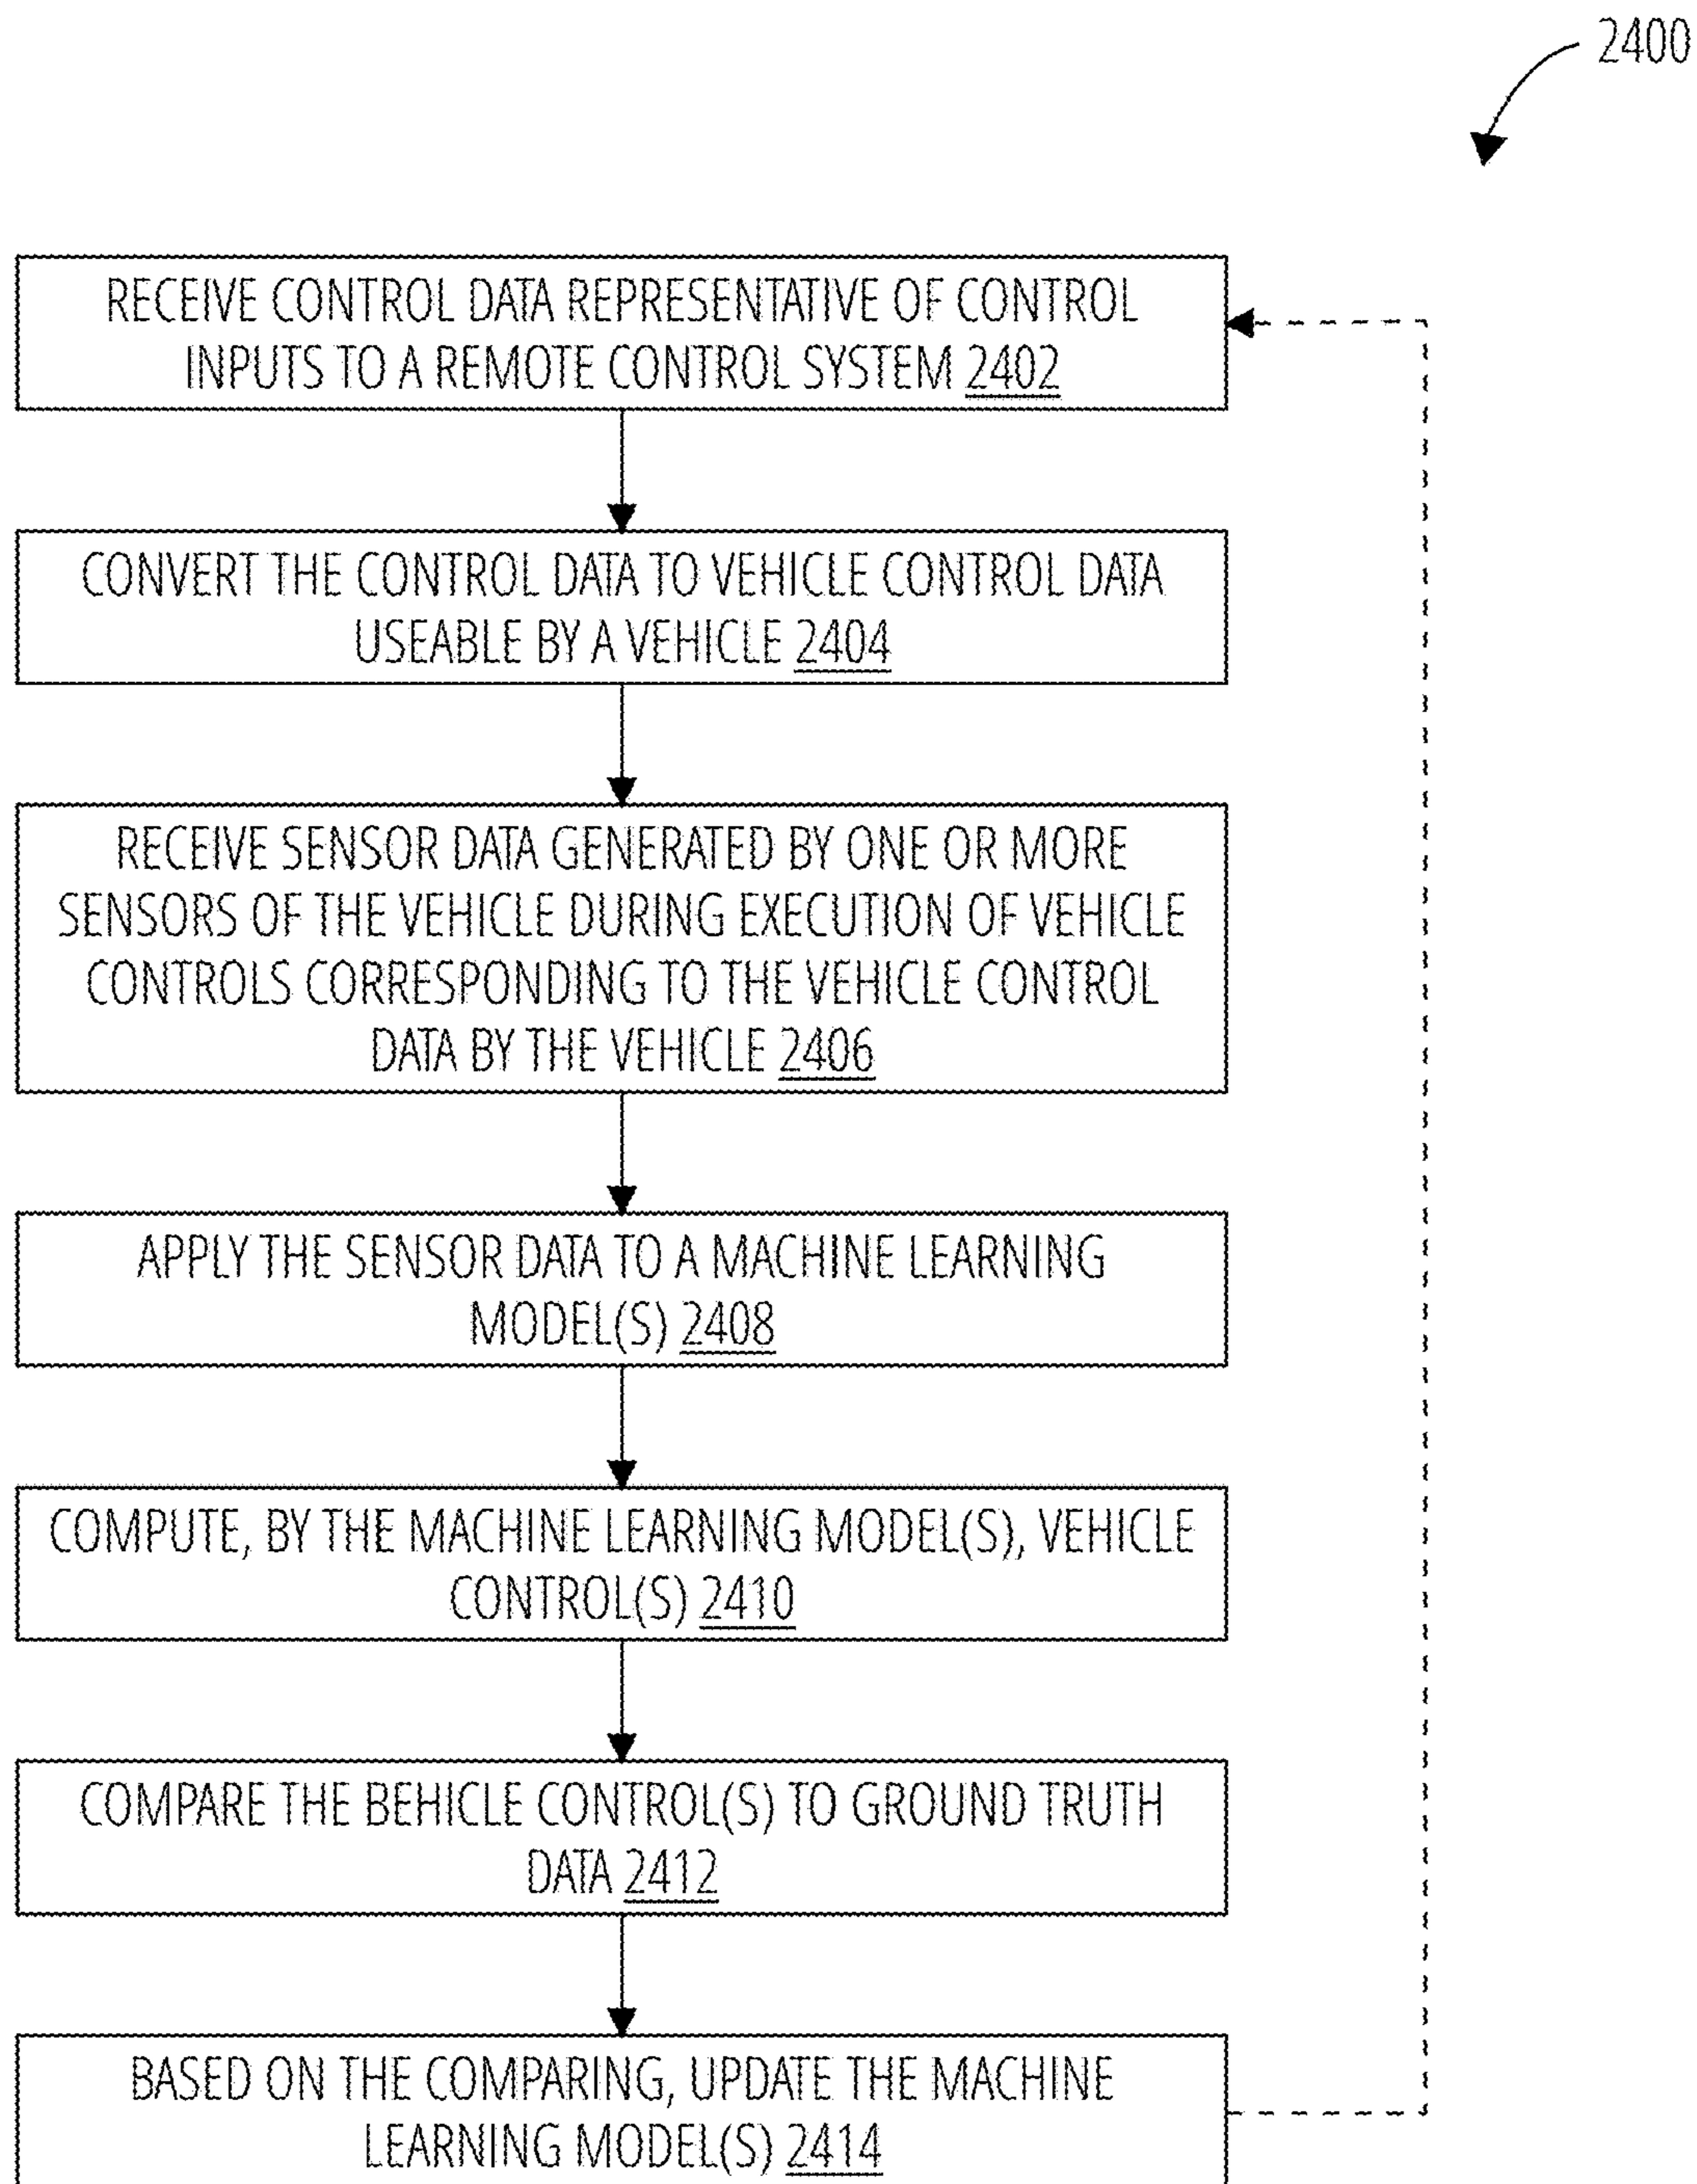 2400
RECEIVE CONTROL DATA REPRESENTATIVE OF CONTROL
INPUTS TO A REMOTE CONTROL SYSTEM 2402
CONVERT THE CONTROL DATA TO VEHICLE CONTROL DATA
USEABLE BY A VEHICLE 2404
RECEIVE SENSOR DATA GENERATED BY ONE OR MORE
SENSORS OF THE VEHICLE DURING EXECUTION OF VEHICLE
CONTROLS CORRESPONDING TO THE VEHICLE CONTROL
DATA BY THE VEHICLE 2406
APPLY THE SENSOR DATA TO A MACHINE LEARNING
MODEL(S) 2408
COMPUTE, BY THE MACHINE LEARNING MODEL(S), VEHICLE
CONTROL(S) 2410
COMPARE THE BEHICLE CONTROL(S) TO GROUND TRUTH
DATA 2412
BASED ON THE COMPARING, UPDATE THE MACHINE
LEARNING MODEL(S) 2414